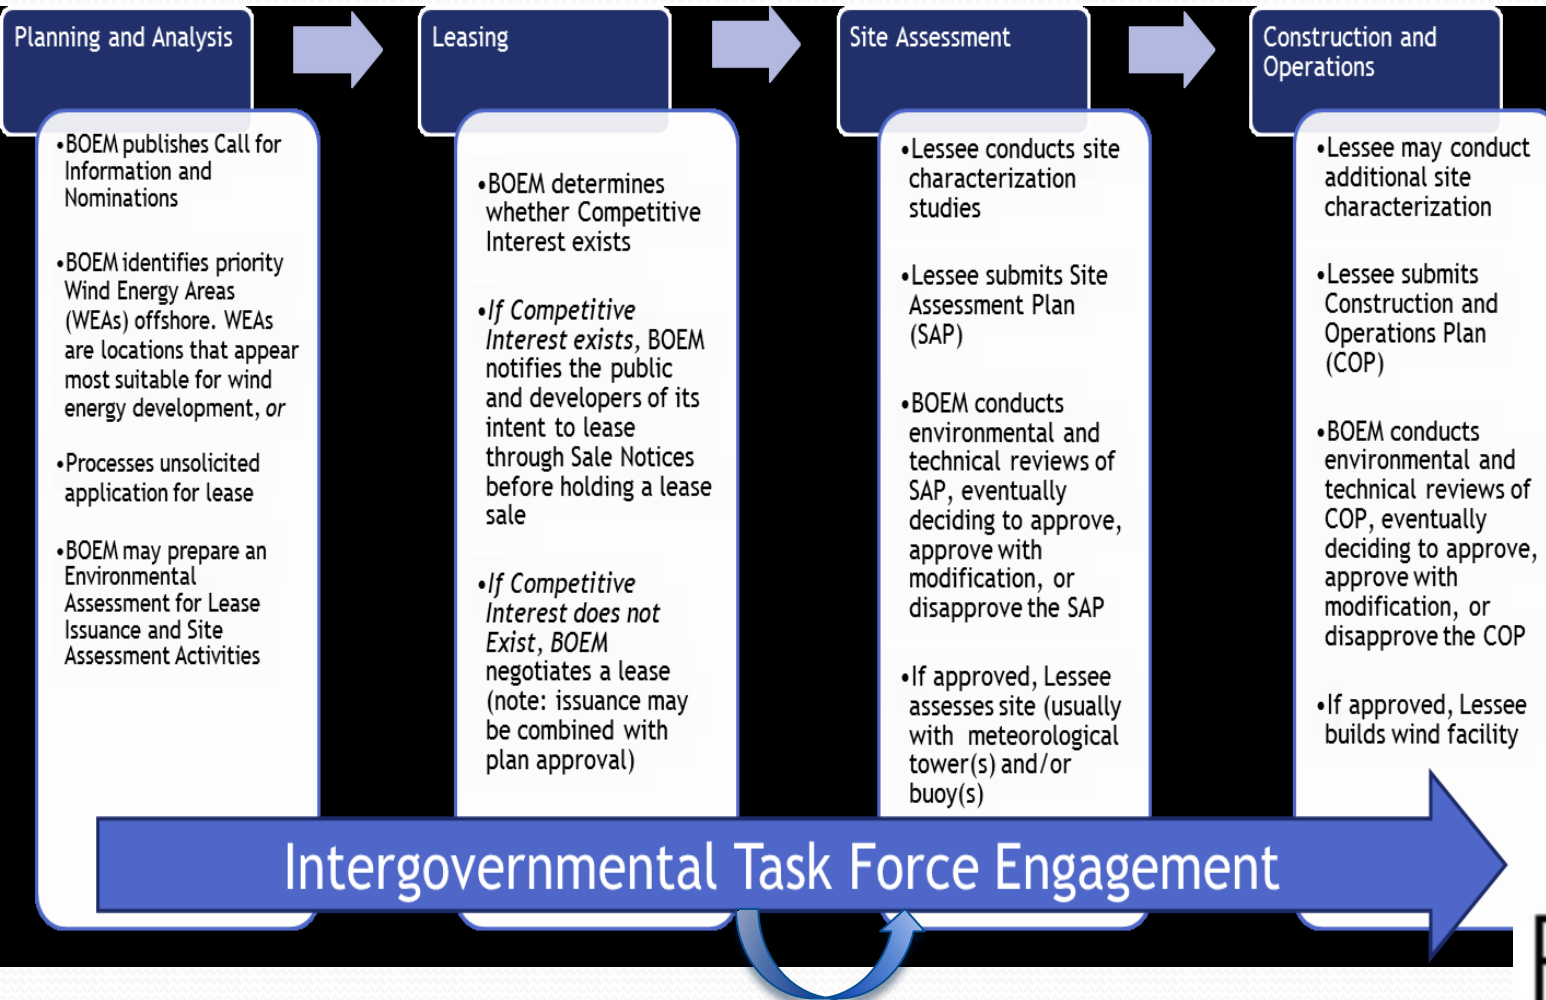 Planning and Analysis
•BOEM publishes Call for
Information and
Nominations
•BOEM identifies priority
Wind Energy Areas
(WEAs) offshore. WEAs
are locations that appear
most suitable for wind
energy development, or
•Processes unsolicited
application for lease
•BOEM may prepare an
Environmental
Assessment for Lease
Issuance and Site
Assessment Activities
Leasing
•BOEM determines
whether Competitive
Interest exists
•If Competitive
Interest exists, BOEM
notifies the public
and developers of its
intent to lease
through Sale Notices
before holding a lease
sale
•If Competitive
Interest does not
Exist, BOEM
negotiates a lease
(note: issuance may
be combined with
plan approval)
Site Assessment
•Lessee conducts site
characterization
studies
•Lessee submits Site
Assessment Plan
(SAP)
•BOEM conducts
environmental and
technical reviews of
SAP, eventually
deciding to approve,
approve with
modification, or
disapprove the SAP
•If approved, Lessee
assesses site (usually
with meteorological
tower(s) and/or
buoy(s)
Construction and
Operations
•Lessee may conduct
additional site
characterization
•Lessee submits
Construction and
Operations Plan
(COP)
•BOEM conducts
environmental and
technical reviews of
COP, eventually
deciding to approve,
approve with
modification, or
disapprove the COP
•If approved, Lessee
builds wind facility
Intergovernmental Task Force Engagement